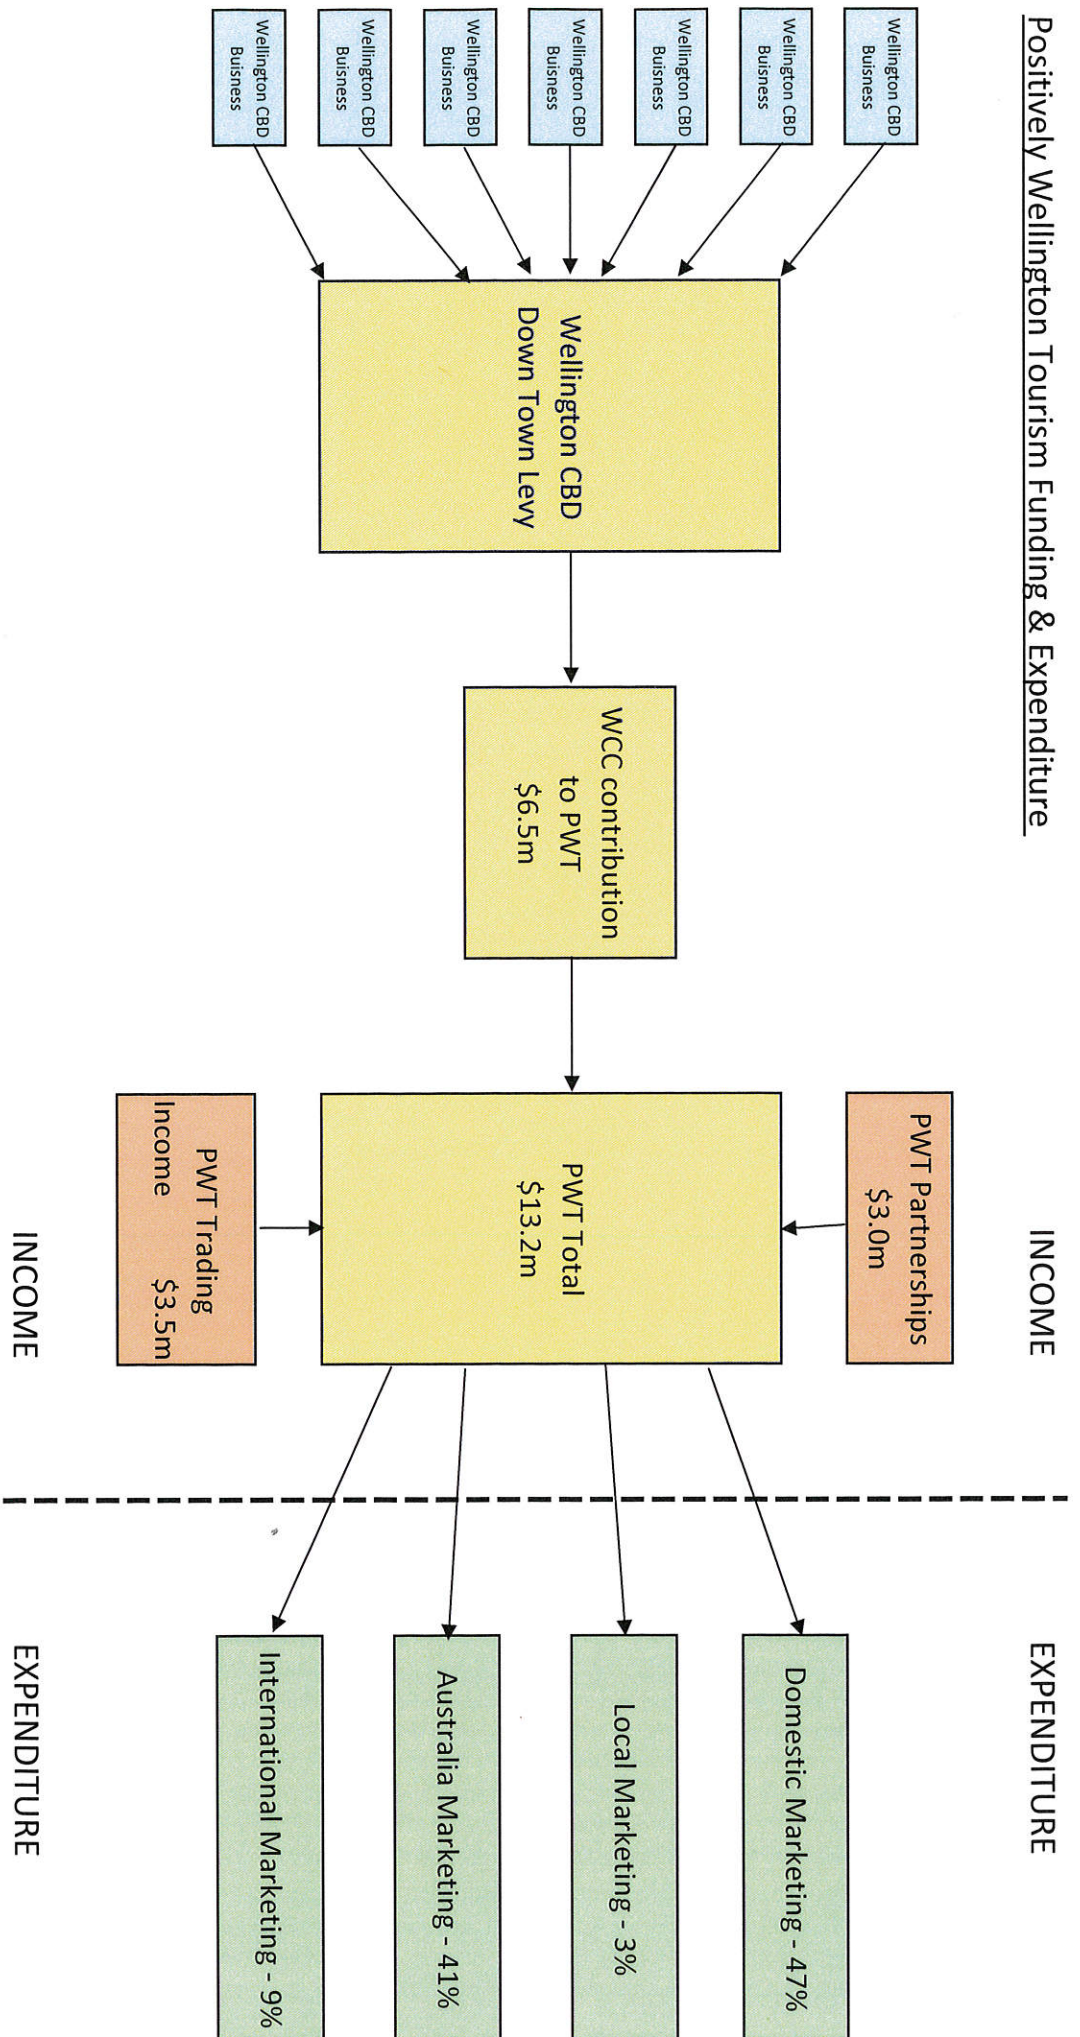 Positively Wellington Tourism Funding & Expenditure
INCOME
EXPENDITURE
Wellington CBD
Buisness
Wellington CBD
Buisness
Wellington CBD
Buisness
Wellington CBD
Buisness
Wellington CBD
Buisness
Wellington CBD
Buisness
Wellington CBD
Buisness
Wellington CBD
Down Town Levy
WCC contribution
to PWT
$6.5m
PWT Partnerships
$3.0m
PWT Total
$13.2m
PWT Trading
Income $3.5m
Domestic Marketing - 47%
Local Marketing - 3%
Australia Marketing - 41%
International Marketing - 9%
INCOME
EXPENDITURE